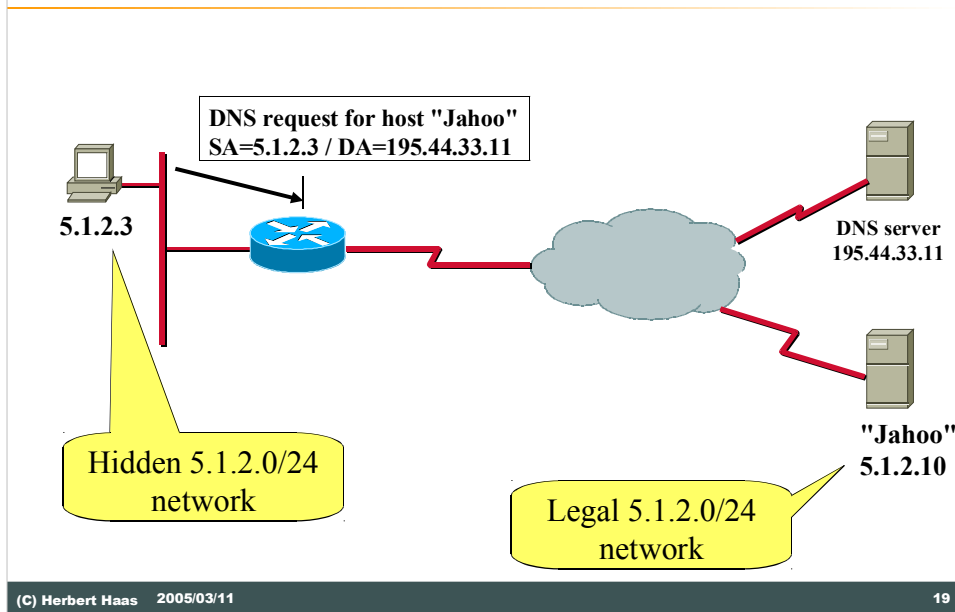 DNS request for host "Jahoo"
SA=5.1.2.3 / DA=195.44.33.11
5.1.2.3
DNS server
195.44.33.11
"Jahoo"
5.1.2.10
Hidden 5.1.2.0/24
network
Legal 5.1.2.0/24
network
(C) Herbert Haas 2005/03/11
19